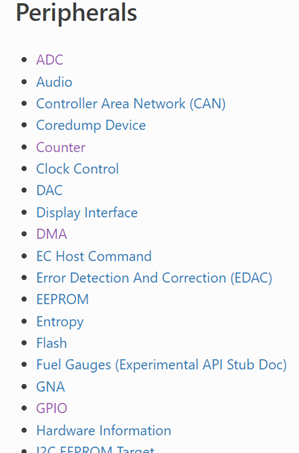 Peripherals
ADC
Audio
Controller Area Network (CAN)
Coredump Device
Counter
Clock Control
DAC
Display Interface
DMA
EC Host Command
Error Detection And Correction (EDAC)
EEPROM
Entropy
Flash
Fuel Gauges (Experimental API Stub Doc)
GNA
GPIO
Hardware Information
I2C EEPROM Target